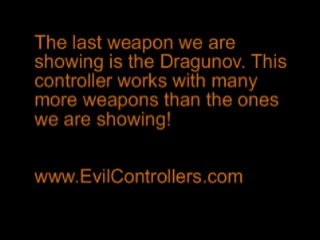 The last weapon we are
showing is the Dragunov. This
controller works with many
more weapons than the ones
we are showing!
www.EvilControllers.com